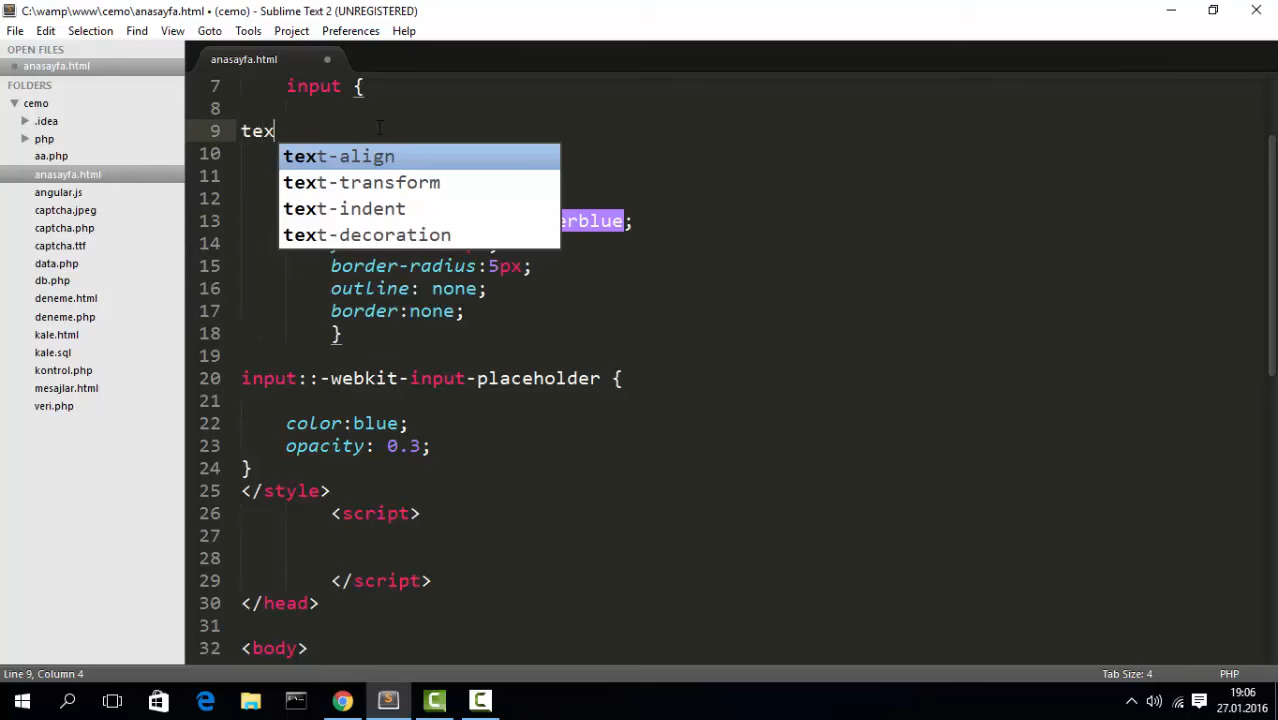 C:\wamp\www\cemo\anasayfa.html • (cemo) - Sublime Text 2 (UNREGISTERED)
File Edit Selection Find View Goto Tools Project Preferences Help
OPEN FILES
anasayfa.html
FOLDERS
cemo
.idea
php
aa.php
anasayfa.html
angular.js
captcha.jpeg
captcha.php
captcha.ttf
data.php
db.php
deneme.html
deneme.php
kale.html
kale.sql
kontrol.php
mesajlar.html
veri.php
anasayfa.html
7 input {
8
9 tex
10 text-align
11 text-transform
12 text-indent
13 erblue;
14 text-decoration
15 border-radius:5px;
16 outline: none;
17 border:none;
18 }
19
20 input::-webkit-input-placeholder {
21
22 color:blue;
23 opacity: 0.3;
24 }
25 </style>
26 <script>
27
28
29 </script>
30 </head>
31
32 <body>
Line 9, Column 4 Tab Size: 4 PHP
19:06
27.01.2016